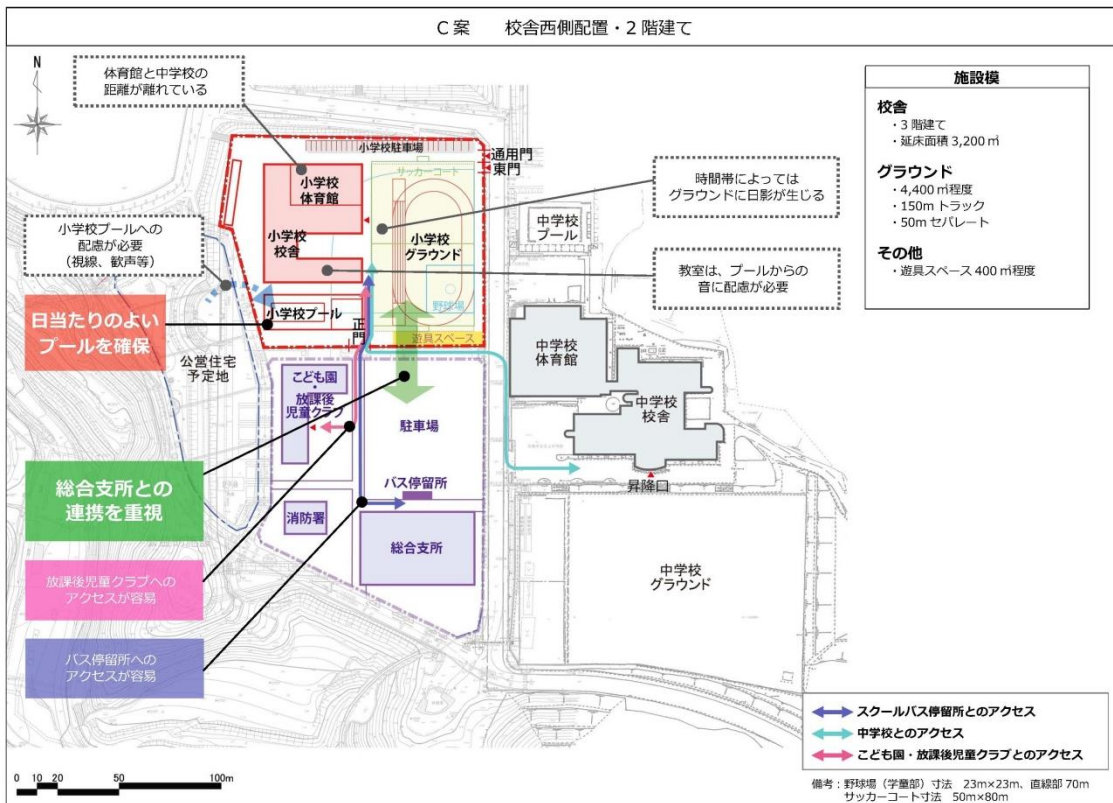 C案　校舎西側配置・2階建て
N
体育館と中学校の
距離が離れている
施設模
校舎
・3階建て
・延床面積 3,200㎡
グラウンド
・4,400㎡程度
・150m トラック
・50m セパレート
その他
・遊具スペース 400㎡程度
小学校駐車場
通用門
東門
サッカーコート
小学校
体育館
時間帯によっては
グラウンドに日影が生じる
中学校
プール
小学校プールへの
配慮が必要
（視線、歓声等）
小学校
校舎
小学校
グラウンド
教室は、プールからの
音に配慮が必要
野球場
小学校プール
正門
遊具スペース
日当たりのよい
プールを確保
公営住宅
予定地
中学校
体育館
こども園・
放課後
児童クラブ
駐車場
中学校
校舎
昇降口
総合支所との
連携を重視
バス停留所
消防署
総合支所
中学校
グラウンド
放課後児童クラブへの
アクセスが容易
バス停留所への
アクセスが容易
スクールバス停留所とのアクセス
中学校とのアクセス
こども園・放課後児童クラブとのアクセス
0 10 20 50 100m
備考：野球場（学童部）寸法　23m×23m、直線部 70m
サッカーコート寸法　50m×80m